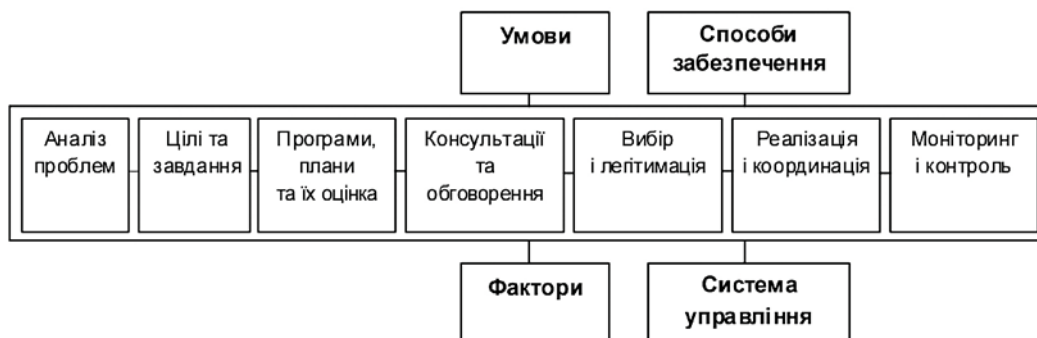 Умови
Способи
забезпечення
Аналіз
проблем
Цілі та
завдання
Програми,
плани
та їх оцінка
Консультації
та
обговорення
Вибір
і легітимація
Реалізація
і координація
Моніторинг
і контроль
Фактори
Система
управління